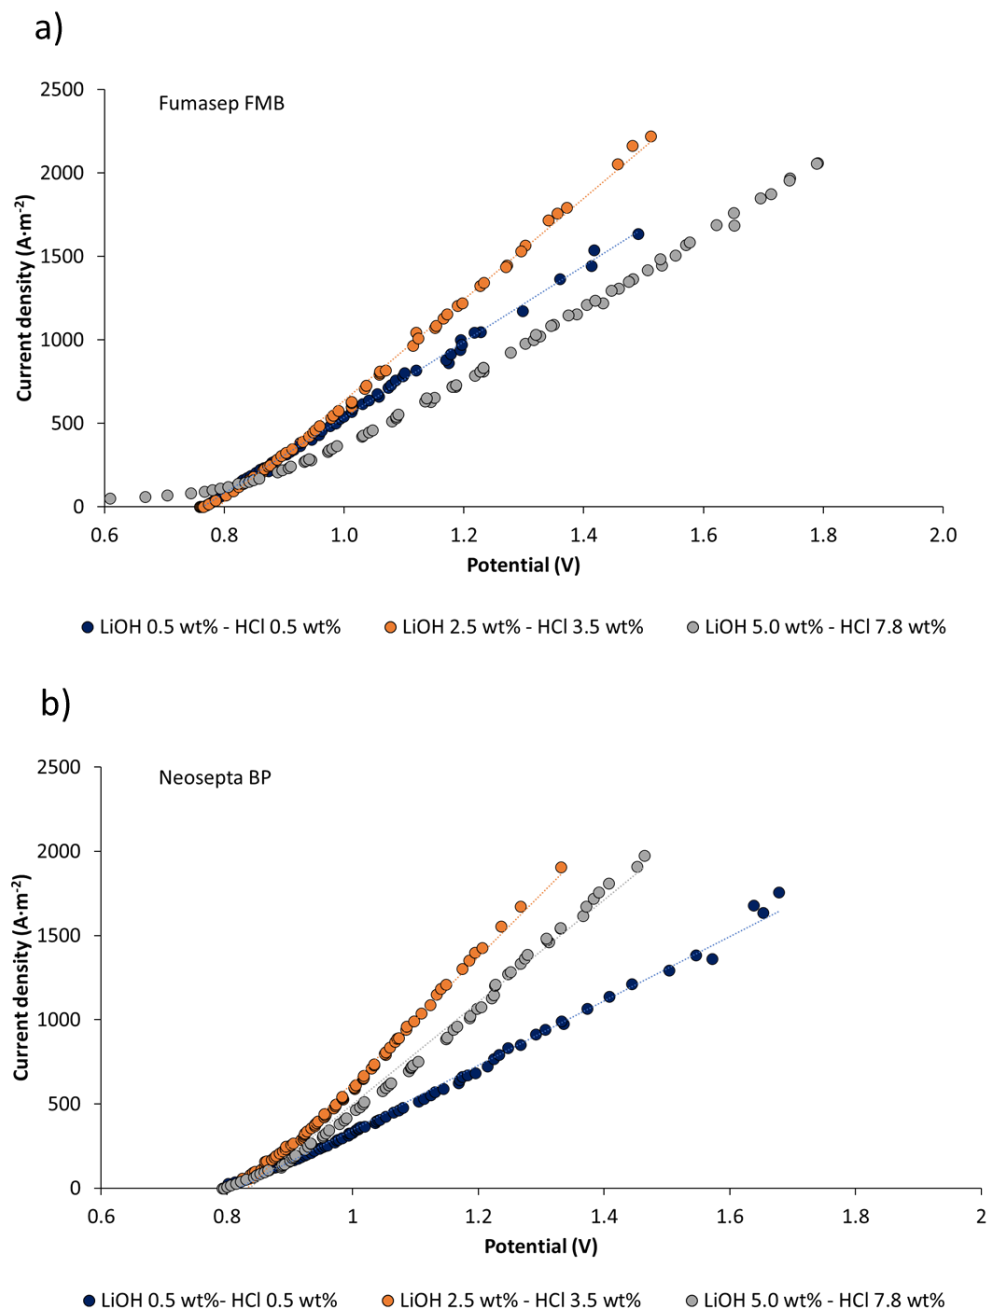 a)
2500
Fumasep FMB
2000
1500
1000
500
0
Current density (A·m⁻²)
0.6 0.8 1.0 1.2 1.4 1.6 1.8 2.0
Potential (V)
LiOH 0.5 wt% - HCl 0.5 wt% LiOH 2.5 wt% - HCl 3.5 wt% LiOH 5.0 wt% - HCl 7.8 wt%
b)
2500
Neosepta BP
2000
1500
1000
500
0
Current density (A·m⁻²)
0.6 0.8 1 1.2 1.4 1.6 1.8 2
Potential (V)
LiOH 0.5 wt%- HCl 0.5 wt% LiOH 2.5 wt% - HCl 3.5 wt% LiOH 5.0 wt% - HCl 7.8 wt%